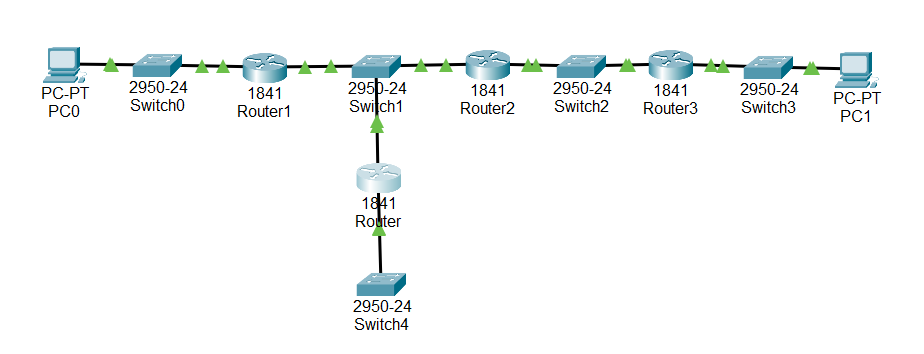 PC-PT
PC0
2950-24
Switch0
1841
Router1
2950-24
Switch1
1841
Router2
2950-24
Switch2
1841
Router3
2950-24
Switch3
PC-PT
PC1
1841
Router
2950-24
Switch4